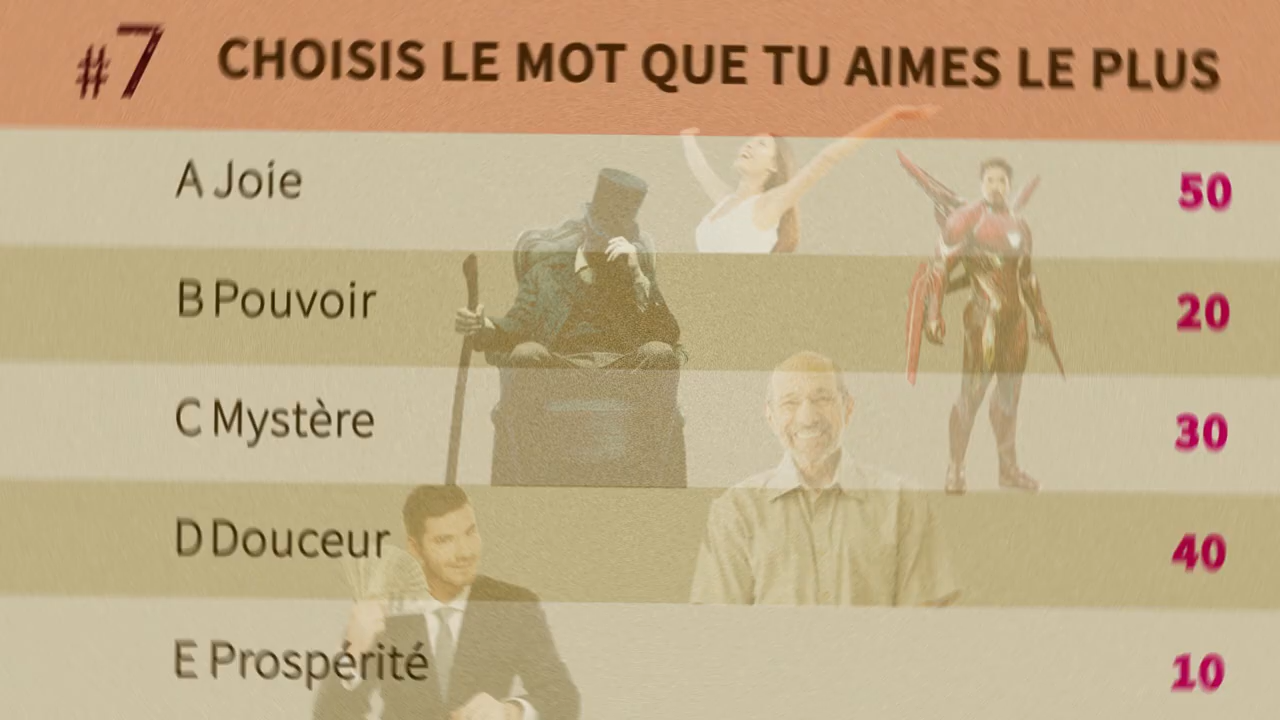 #7 CHOISIS LE MOT QUE TU AIMES LE PLUS
A Joie 50
B Pouvoir 20
C Mystère 30
D Douceur 40
E Prospérité 10